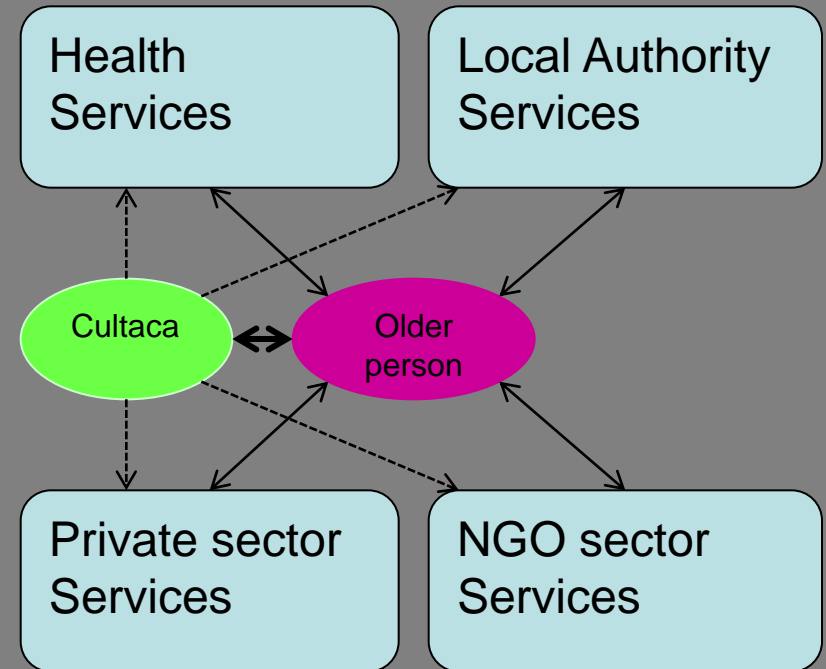 Health
Services
Local Authority
Services
Cultaca
Older
person
Private sector
Services
NGO sector
Services